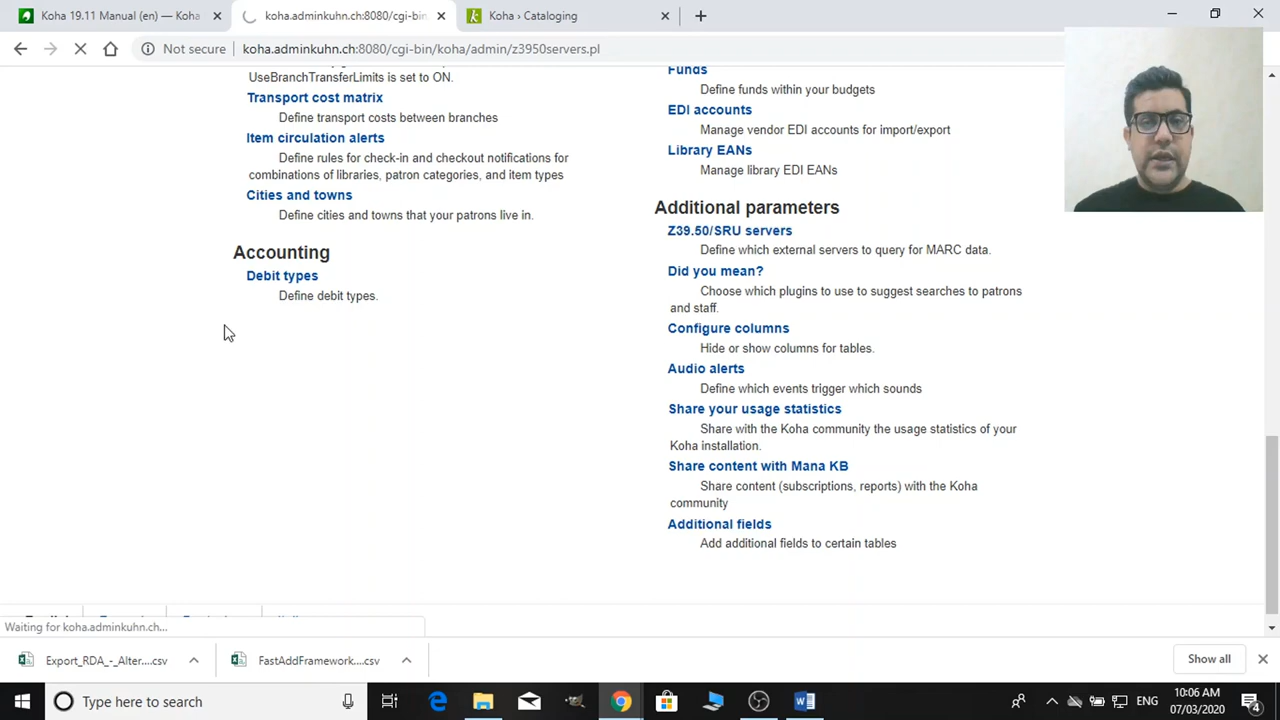 Koha 19.11 Manual (en) — Koha
koha.adminkuhn.ch:8080/cgi-bin
Koha › Cataloging
Not secure
koha.adminkuhn.ch:8080/cgi-bin/koha/admin/z3950servers.pl
UseBranchTransferLimits is set to ON.
Transport cost matrix
Define transport costs between branches
Item circulation alerts
Define rules for check-in and checkout notifications for
combinations of libraries, patron categories, and item types
Cities and towns
Define cities and towns that your patrons live in.
Accounting
Debit types
Define debit types.
Funds
Define funds within your budgets
EDI accounts
Manage vendor EDI accounts for import/export
Library EANs
Manage library EDI EANs
Additional parameters
Z39.50/SRU servers
Define which external servers to query for MARC data.
Did you mean?
Choose which plugins to use to suggest searches to patrons
and staff.
Configure columns
Hide or show columns for tables.
Audio alerts
Define which events trigger which sounds
Share your usage statistics
Share with the Koha community the usage statistics of your
Koha installation.
Share content with Mana KB
Share content (subscriptions, reports) with the Koha
community
Additional fields
Add additional fields to certain tables
Waiting for koha.adminkuhn.ch...
Export_RDA_-_Alter....csv
FastAddFramework....csv
Show all
Type here to search
ENG
10:06 AM
07/03/2020
4